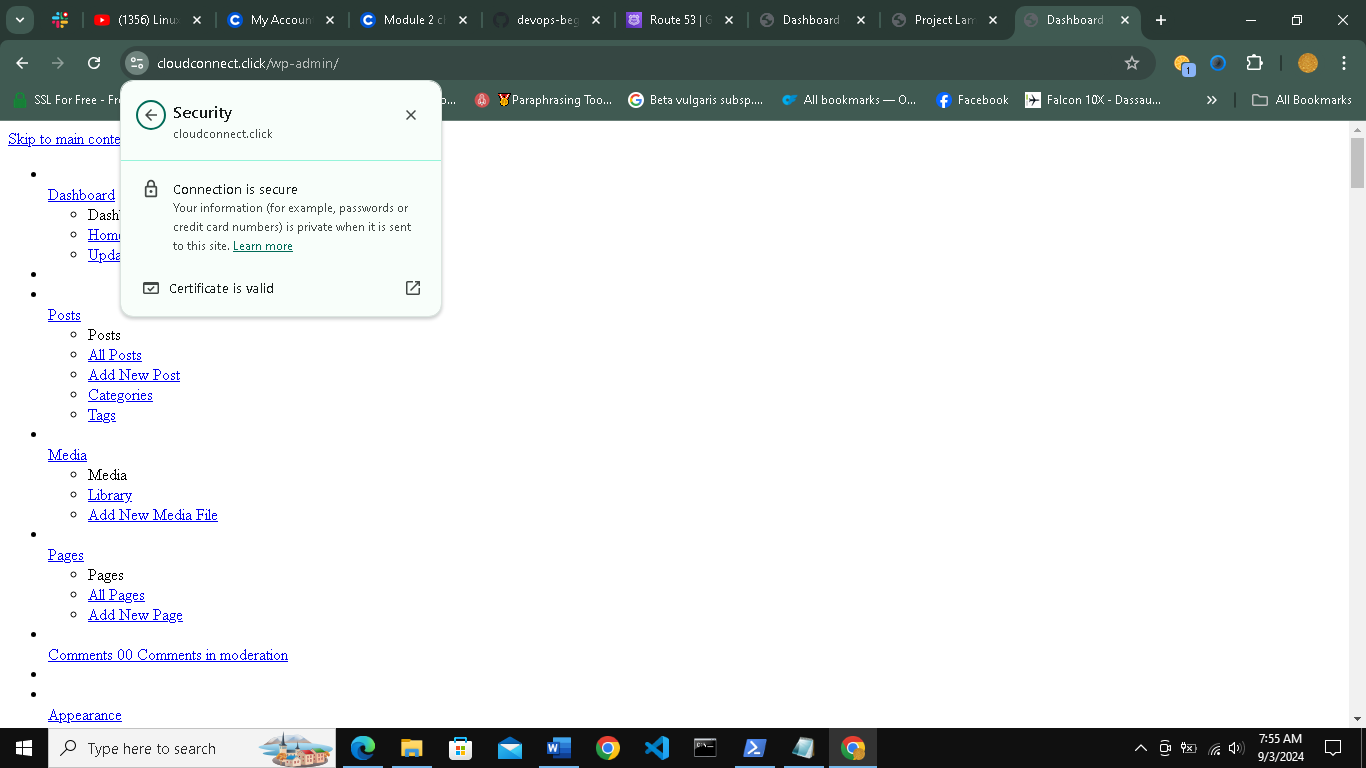 (1356) Linux
My Accoun
Module 2 cl
devops-beg
Route 53 | G
Dashboard
Project Lam
Dashboard
cloudconnect.click/wp-admin/
1
SSL For Free - Fre
o...
Paraphrasing Too...
Beta vulgaris subsp....
All bookmarks — O...
Facebook
Falcon 10X - Dassau...
»
All Bookmarks
Security
cloudconnect.click
Connection is secure
Your information (for example, passwords or
credit card numbers) is private when it is sent
to this site. Learn more
Certificate is valid
Skip to main conte
Dashboard
Dashb
Home
Upda
Posts
Posts
All Posts
Add New Post
Categories
Tags
Media
Media
Library
Add New Media File
Pages
Pages
All Pages
Add New Page
Comments 00 Comments in moderation
Appearance
Type here to search
7:55 AM
9/3/2024